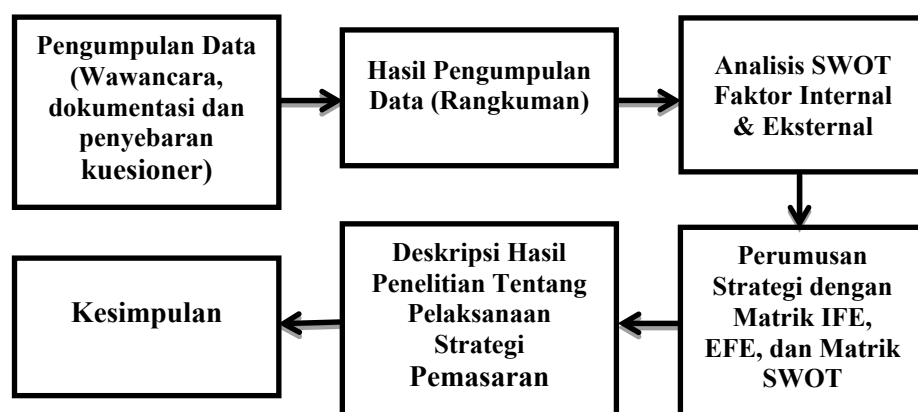 Pengumpulan Data
(Wawancara,
dokumentasi dan
penyebaran
kuesioner)
Hasil Pengumpulan
Data (Rangkuman)
Analisis SWOT
Faktor Internal
& Eksternal
Perumusan
Strategi dengan
Matrik IFE,
EFE, dan Matrik
SWOT
Deskripsi Hasil
Penelitian Tentang
Pelaksanaan
Strategi
Pemasaran
Kesimpulan